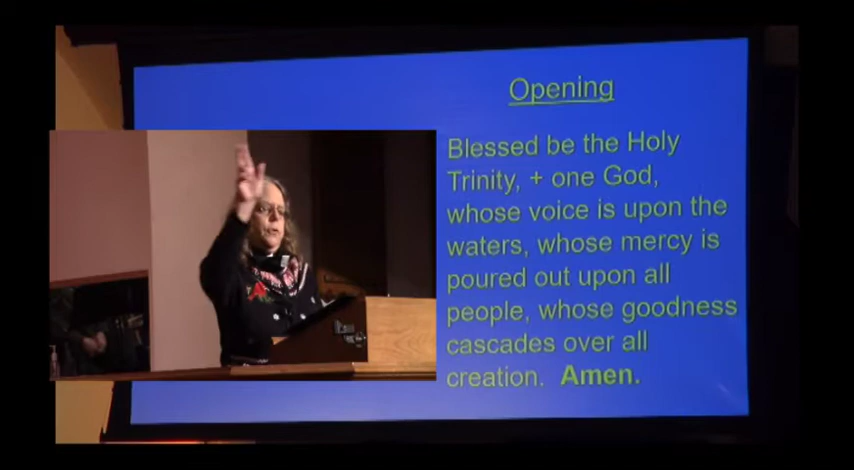 Opening
Blessed be the Holy
Trinity, + one God,
whose voice is upon the
waters, whose mercy is
poured out upon all
people, whose goodness
cascades over all
creation. Amen.